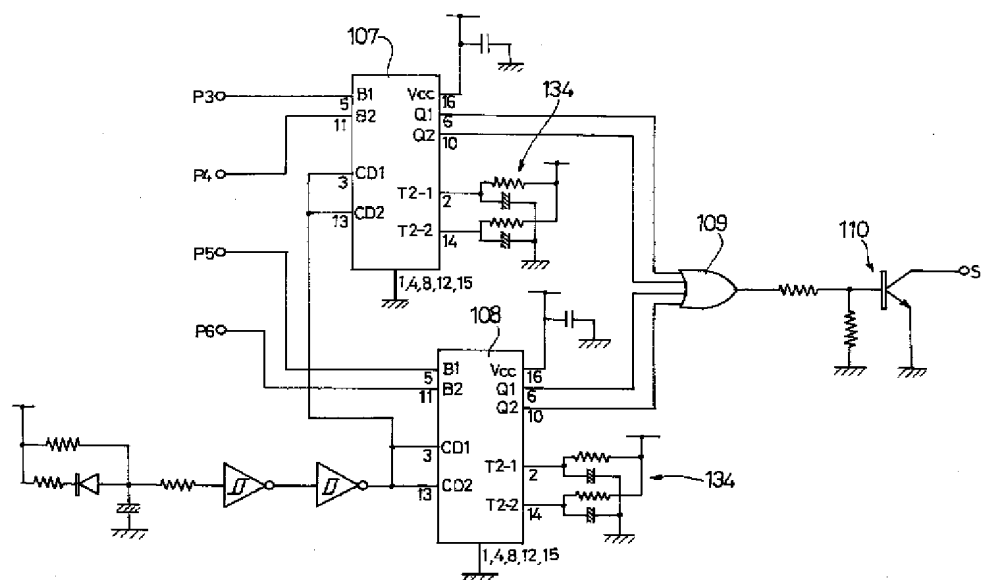 107
134
P3
5 B1
11 B2
Vcc 16
Q1 6
Q2 10
P4
3 CD1
13 CD2
T2-1 2
T2-2 14
1,4,8,12,15
109
110
S
P5
P6
108
5 B1
11 B2
Vcc 16
Q1 6
Q2 10
3 CD1
13 CD2
T2-1 2
T2-2 14
134
1,4,8,12,15